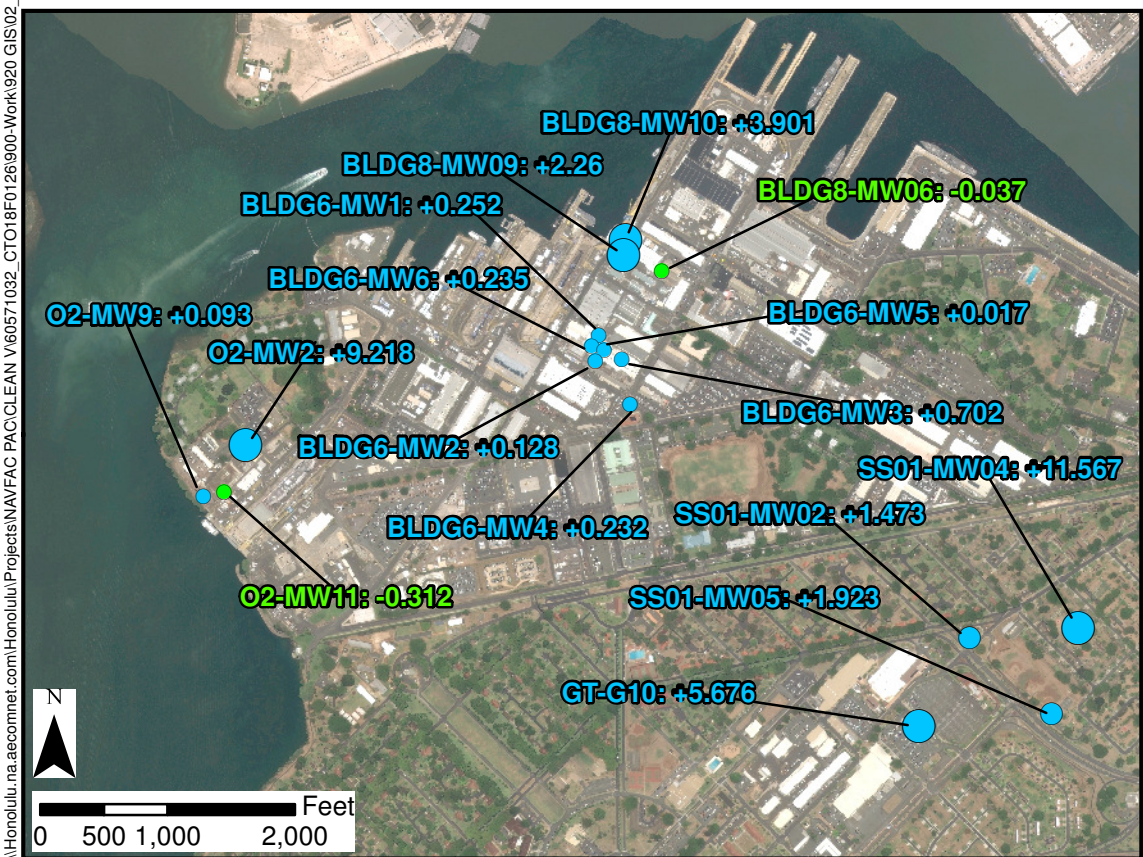 \\Honolulu.na.aecomnet.com\Honolulu\Projects\NAVFAC PAC\CLEAN V\60571032_CTO18F0126\900-Work\920 GIS\02_
BLDG8-MW10: +3.901
BLDG8-MW09: +2.26
BLDG8-MW06: -0.037
BLDG6-MW1: +0.252
BLDG6-MW6: +0.235
O2-MW9: +0.093
BLDG6-MW5: +0.017
O2-MW2: +9.218
BLDG6-MW3: +0.702
BLDG6-MW2: +0.128
SS01-MW04: +11.567
SS01-MW02: +1.473
BLDG6-MW4: +0.232
O2-MW11: -0.312
SS01-MW05: +1.923
GT-G10: +5.676
N
Feet
0 500 1,000 2,000